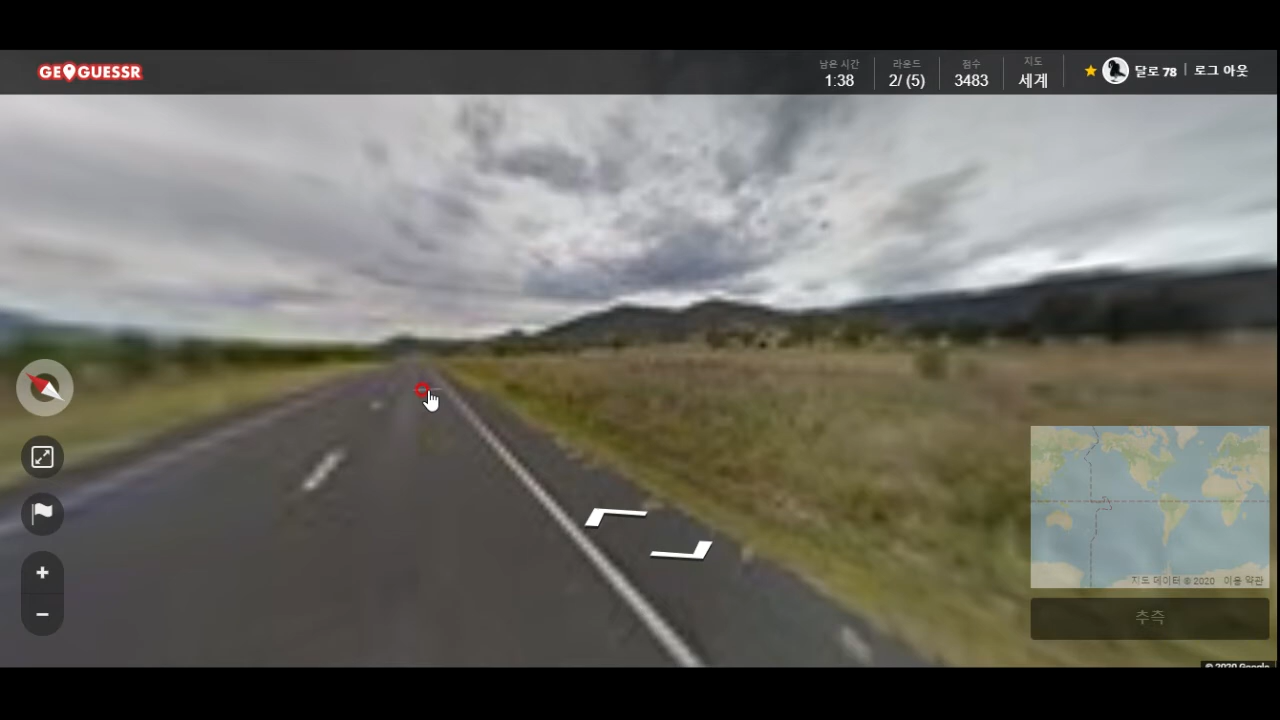 GEOGUESSR
남은 시간
1:38
라운드
2/ (5)
점수
3483
지도
세계
달로 78
로그 아웃
지도 데이터 © 2020 이용 약관
추측
© 2020 Google